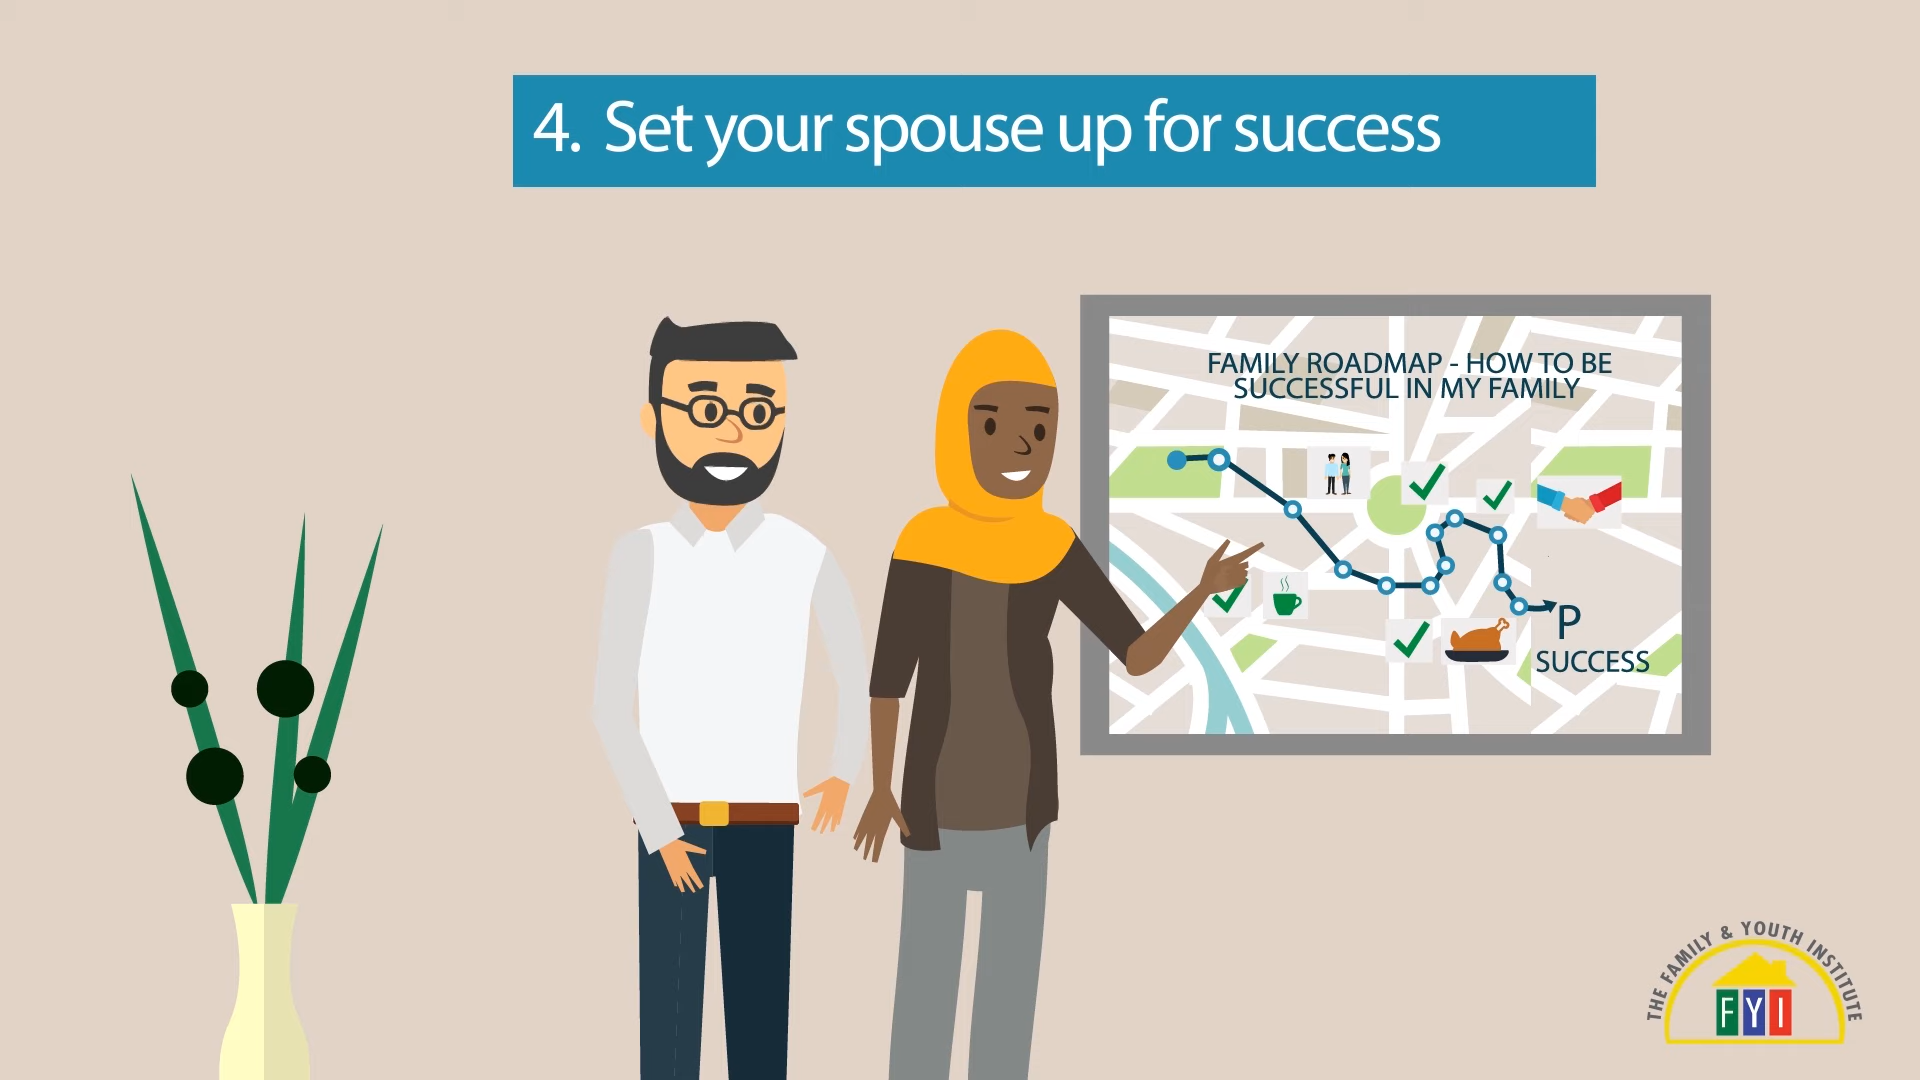 4. Set your spouse up for success
FAMILY ROADMAP - HOW TO BE
SUCCESSFUL IN MY FAMILY
P
SUCCESS
THE FAMILY & YOUTH INSTITUTE
FYI